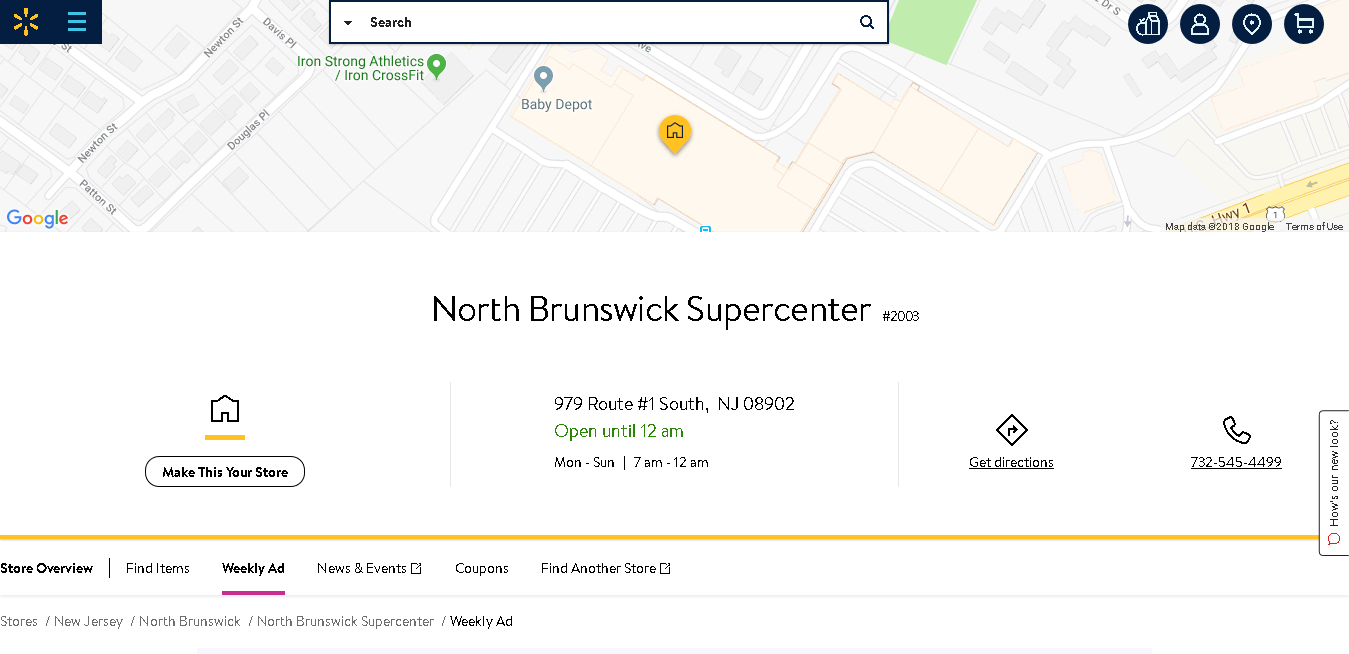 Search
Dr S
Newton St
Davis Pl
Iron Strong Athletics
/ Iron CrossFit
Ave
Baby Depot
Newton St
Douglas Pl
Patton St
Google
Hwy 1
1
Map data ©2018 Google
Terms of Use
North Brunswick Supercenter #2003
Make This Your Store
979 Route #1 South, NJ 08902
Open until 12 am
Mon - Sun | 7 am - 12 am
Get directions
732-545-4499
How's our new look?
Store Overview | Find Items Weekly Ad News & Events Coupons Find Another Store
Stores / New Jersey / North Brunswick / North Brunswick Supercenter / Weekly Ad